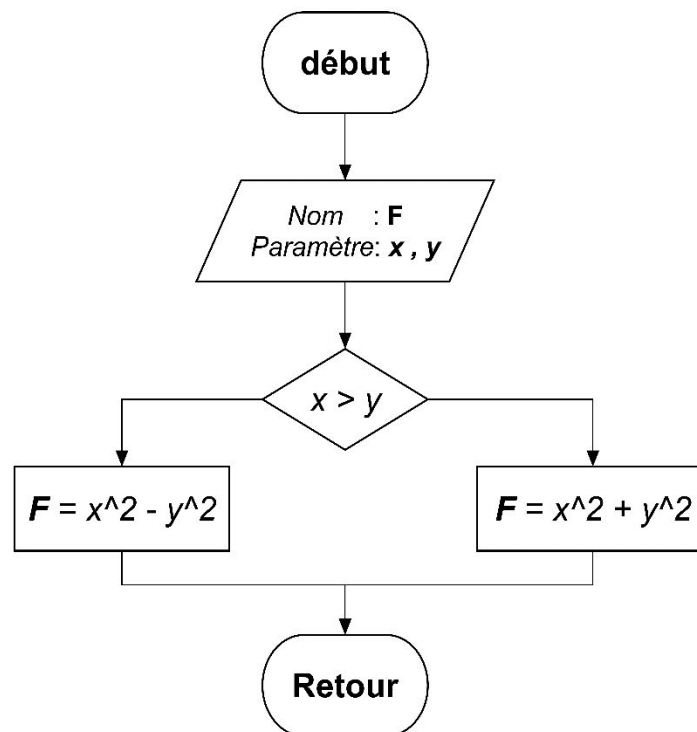 début
Nom : F
Paramètre: x , y
x > y
F = x^2 - y^2
F = x^2 + y^2
Retour